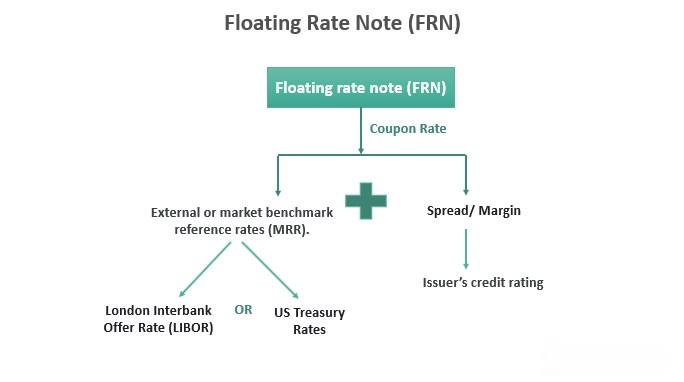 Floating Rate Note (FRN)
Floating rate note (FRN)
Coupon Rate
External or market benchmark
reference rates (MRR).
Spread/ Margin
Issuer's credit rating
London Interbank
Offer Rate (LIBOR)
OR
US Treasury
Rates